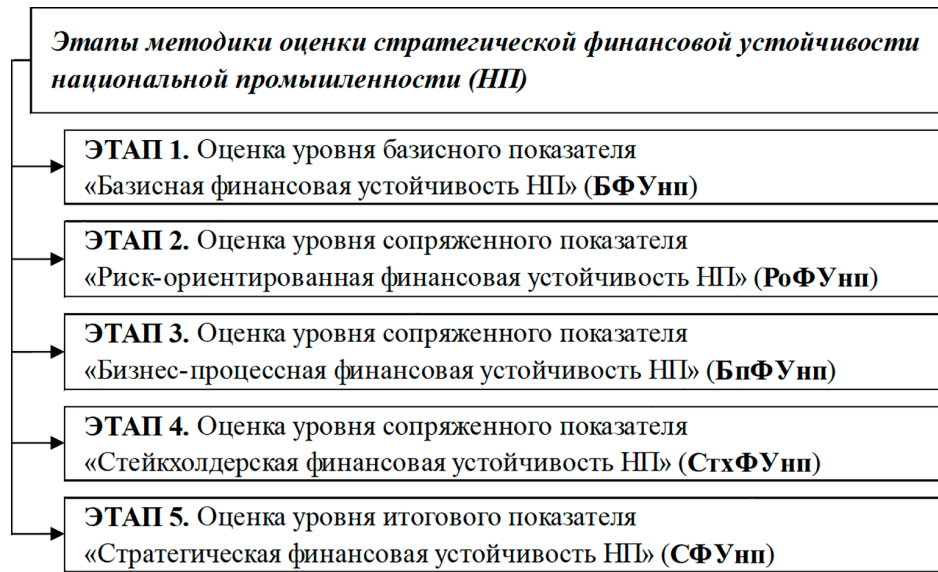 Этапы методики оценки стратегической финансовой устойчивости
национальной промышленности (НП)
ЭТАП 1. Оценка уровня базисного показателя
«Базисная финансовая устойчивость НП» (БФУнп)
ЭТАП 2. Оценка уровня сопряженного показателя
«Риск-ориентированная финансовая устойчивость НП» (РоФУнп)
ЭТАП 3. Оценка уровня сопряженного показателя
«Бизнес-процессная финансовая устойчивость НП» (БпФУнп)
ЭТАП 4. Оценка уровня сопряженного показателя
«Стейкхолдерская финансовая устойчивость НП» (СтхФУнп)
ЭТАП 5. Оценка уровня итогового показателя
«Стратегическая финансовая устойчивость НП» (СФУнп)